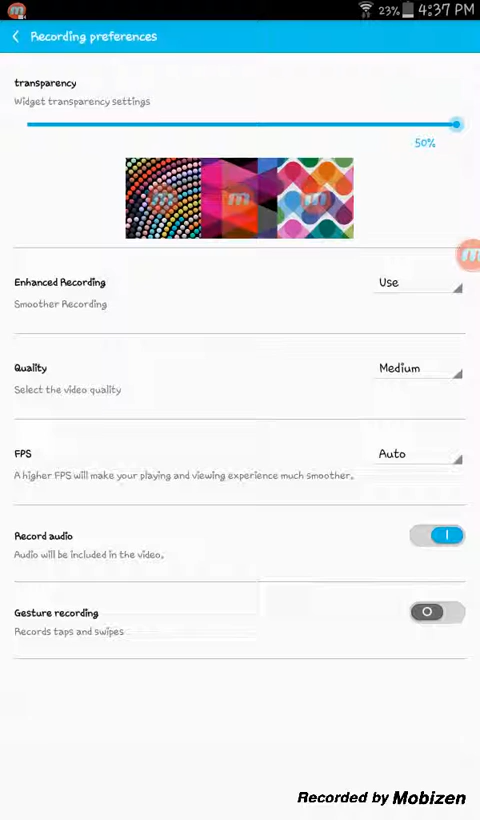 23% 4:37 PM
Recording preferences
transparency
Widget transparency settings
50%
m m m
m
Enhanced Recording
Use
Smoother Recording
Quality
Medium
Select the video quality
FPS
Auto
A higher FPS will make your playing and viewing experience much smoother.
Record audio
Audio will be included in the video.
Gesture recording
Records taps and swipes
Recorded by Mobizen